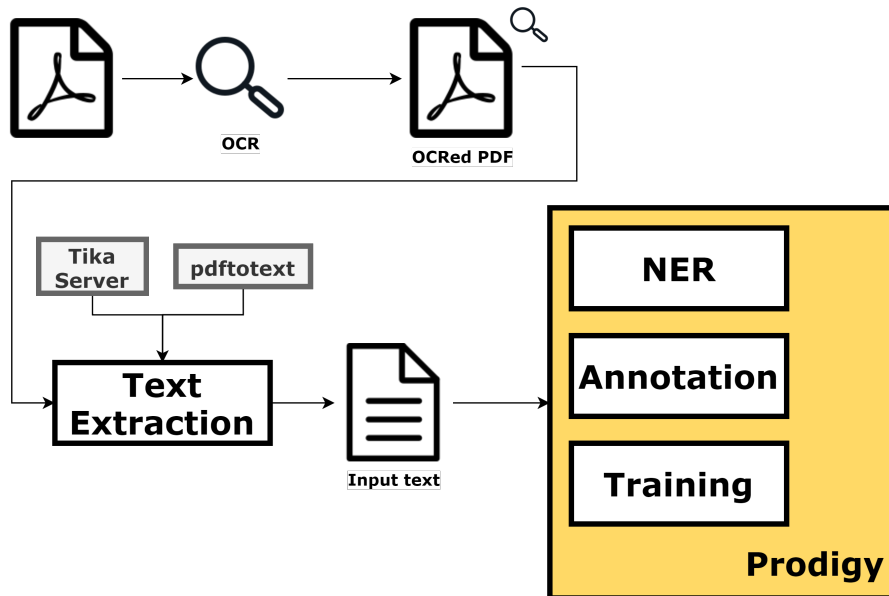 OCR
OCRed PDF
Tika
Server
pdftotext
Text
Extraction
Input text
NER
Annotation
Training
Prodigy